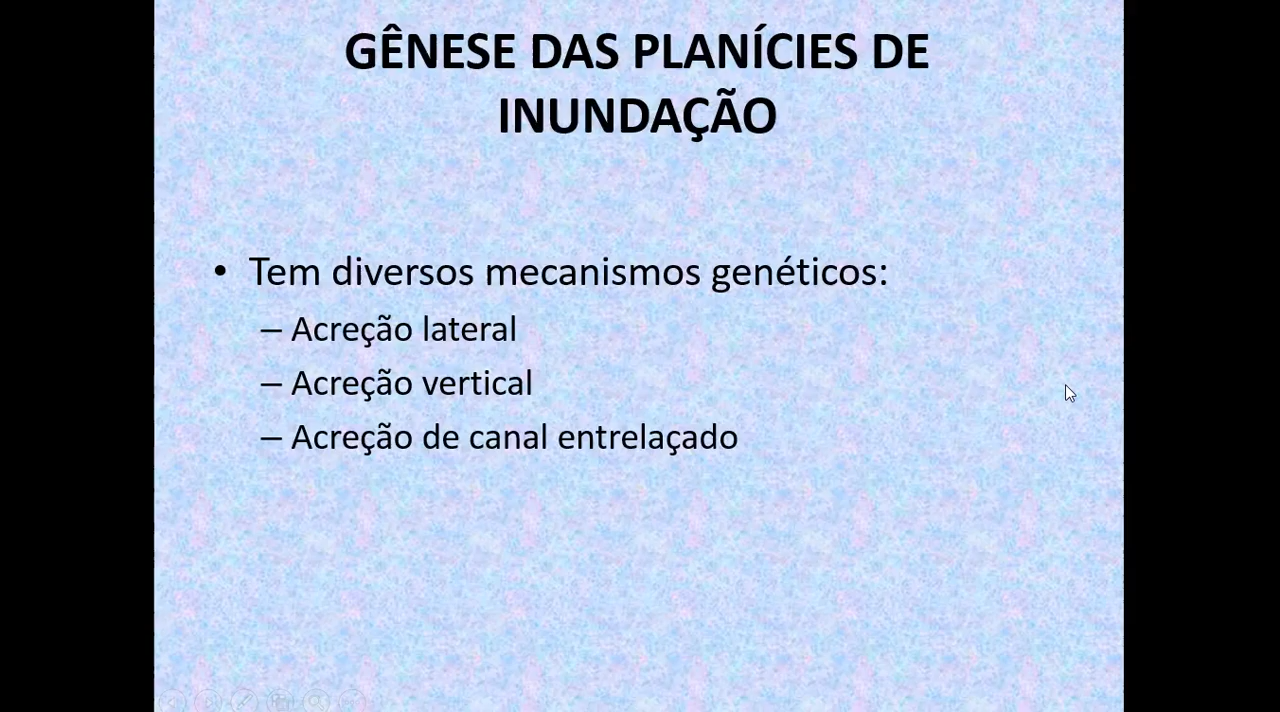 GÊNESE DAS PLANÍCIES DE
INUNDAÇÃO
• Tem diversos mecanismos genéticos:
– Acreção lateral
– Acreção vertical
– Acreção de canal entrelaçado